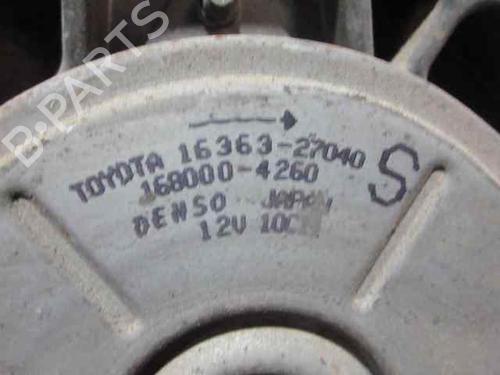 B-PARTS
TOYOTA 16363-27040
168000-4260 S
DENSO JAPAN
12V